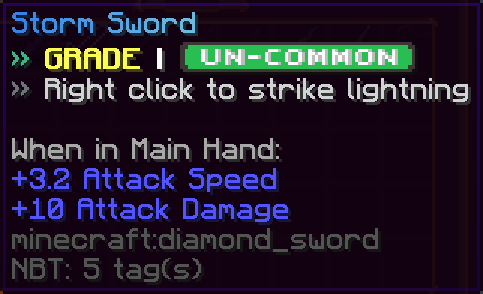 Storm Sword
» GRADE | UN-COMMON
» Right click to strike lightning
When in Main Hand:
+3.2 Attack Speed
+10 Attack Damage
minecraft:diamond_sword
NBT: 5 tag(s)